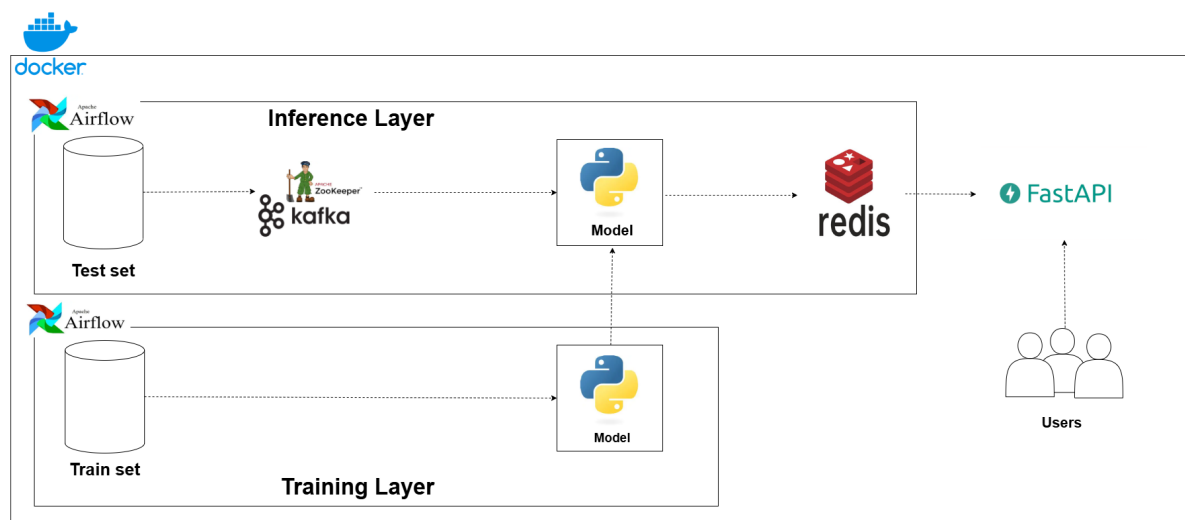 docker
Apache
Airflow
Inference Layer
Test set
APACHE
ZooKeeper™
kafka
Model
redis
FastAPI
Apache
Airflow
Train set
Model
Training Layer
Users